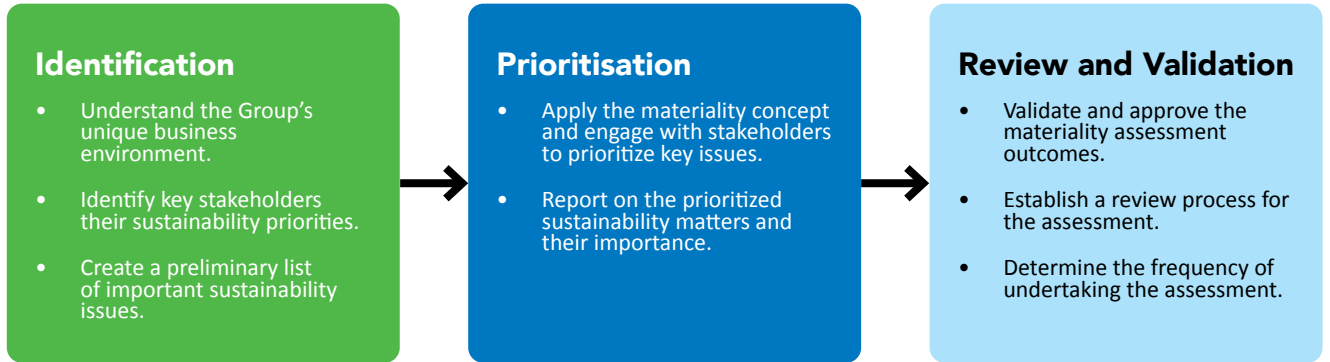 Identification
• Understand the Group's
unique business
environment.
• Identify key stakeholders
their sustainability priorities.
• Create a preliminary list
of important sustainability
issues.
Prioritisation
• Apply the materiality concept
and engage with stakeholders
to prioritize key issues.
• Report on the prioritized
sustainability matters and
their importance.
Review and Validation
• Validate and approve the
materiality assessment
outcomes.
• Establish a review process for
the assessment.
• Determine the frequency of
undertaking the assessment.